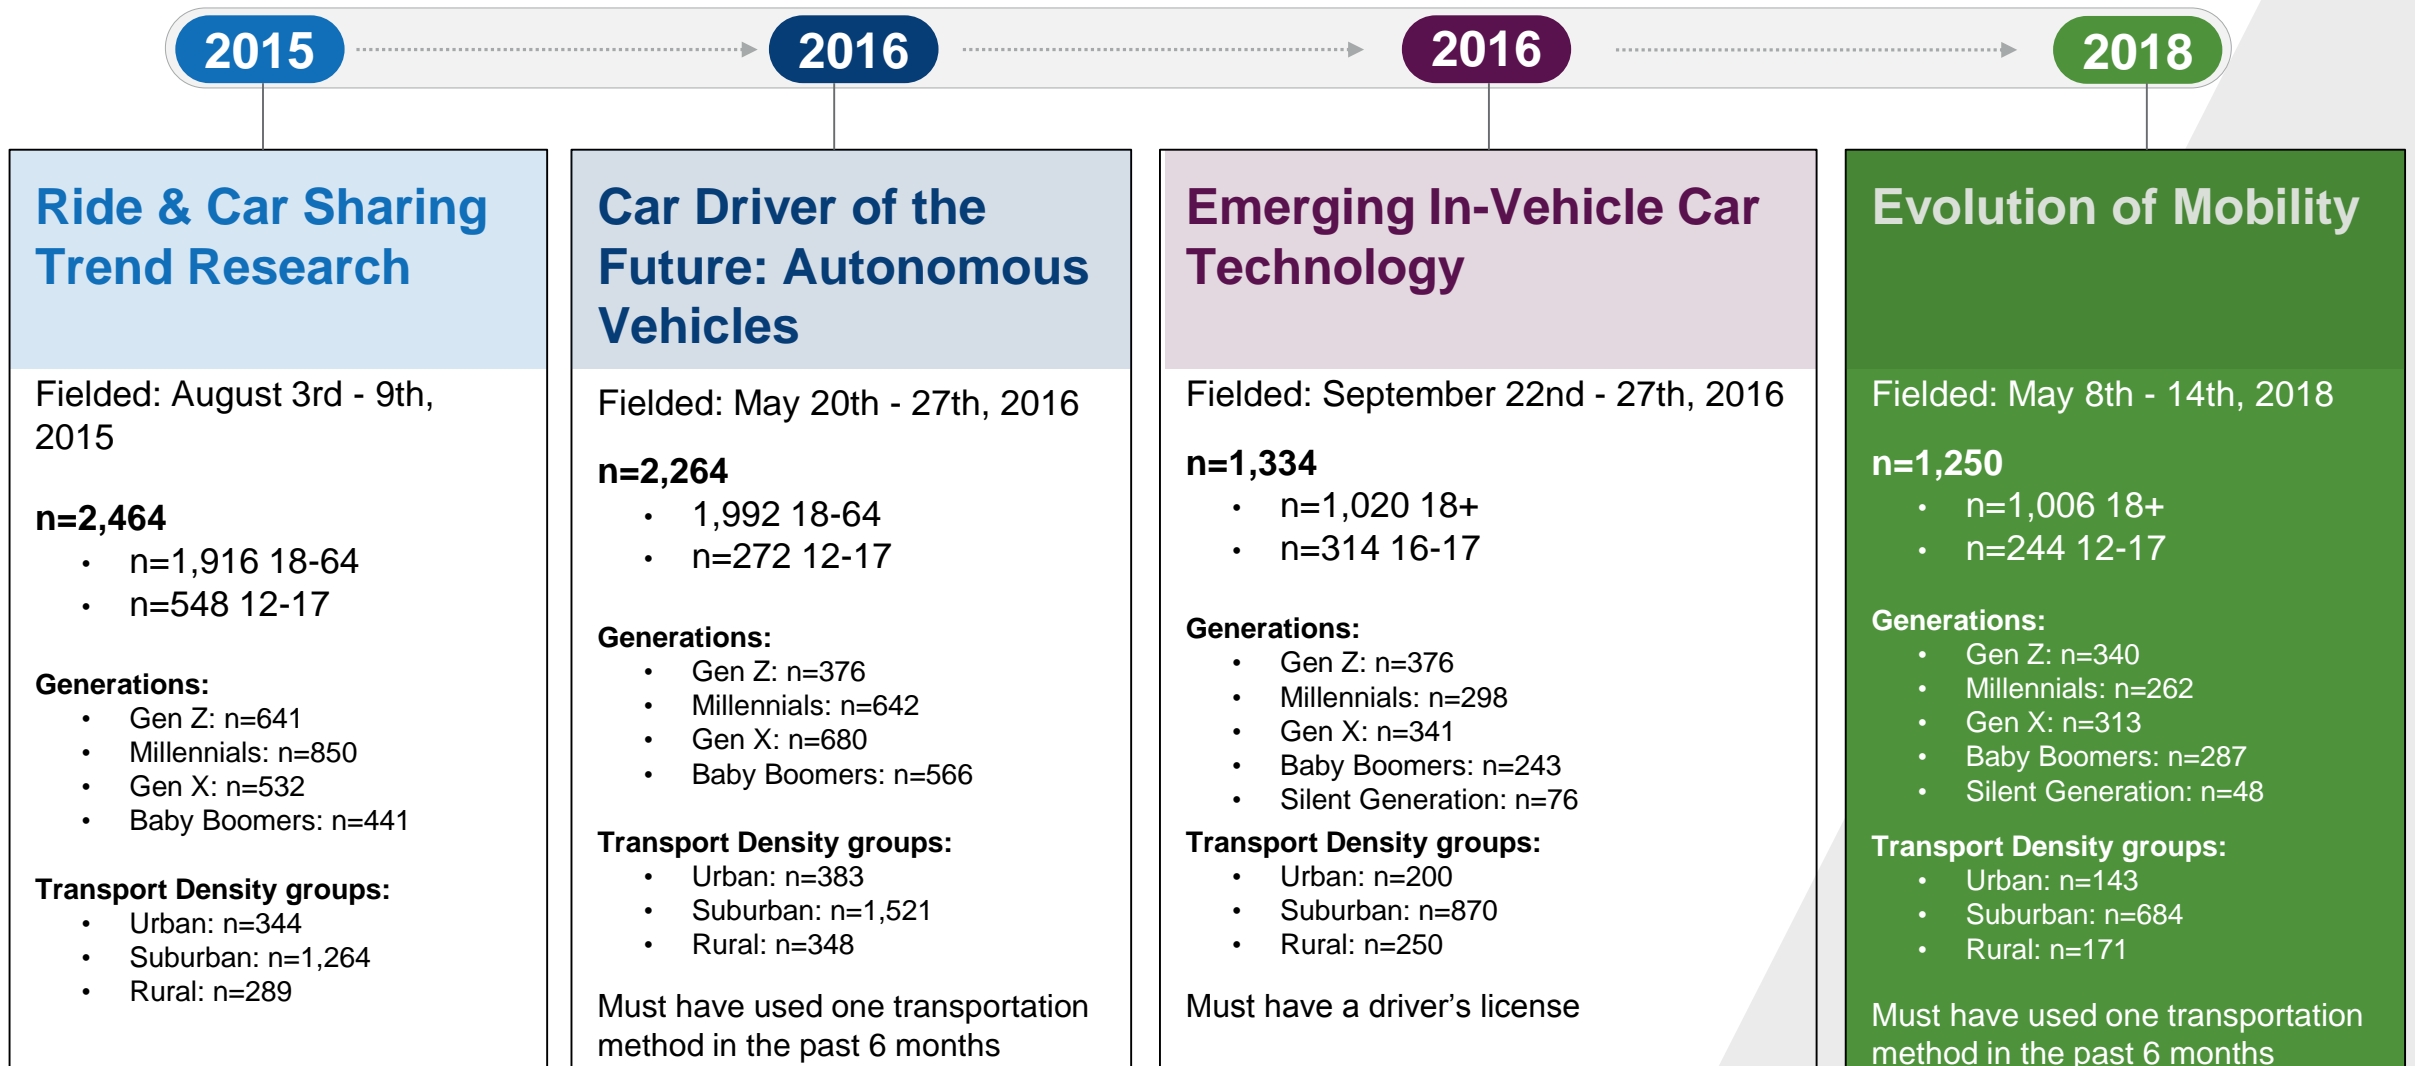 2015
2016
2016
2018
Ride & Car Sharing
Trend Research
Fielded: August 3rd - 9th,
2015
n=2,464
• n=1,916 18-64
• n=548 12-17
Generations:
• Gen Z: n=641
• Millennials: n=850
• Gen X: n=532
• Baby Boomers: n=441
Transport Density groups:
• Urban: n=344
• Suburban: n=1,264
• Rural: n=289
Car Driver of the
Future: Autonomous
Vehicles
Fielded: May 20th - 27th, 2016
n=2,264
• 1,992 18-64
• n=272 12-17
Generations:
• Gen Z: n=376
• Millennials: n=642
• Gen X: n=680
• Baby Boomers: n=566
Transport Density groups:
• Urban: n=383
• Suburban: n=1,521
• Rural: n=348
Must have used one transportation
method in the past 6 months
Emerging In-Vehicle Car
Technology
Fielded: September 22nd - 27th, 2016
n=1,334
• n=1,020 18+
• n=314 16-17
Generations:
• Gen Z: n=376
• Millennials: n=298
• Gen X: n=341
• Baby Boomers: n=243
• Silent Generation: n=76
Transport Density groups:
• Urban: n=200
• Suburban: n=870
• Rural: n=250
Must have a driver’s license
Evolution of Mobility
Fielded: May 8th - 14th, 2018
n=1,250
• n=1,006 18+
• n=244 12-17
Generations:
• Gen Z: n=340
• Millennials: n=262
• Gen X: n=313
• Baby Boomers: n=287
• Silent Generation: n=48
Transport Density groups:
• Urban: n=143
• Suburban: n=684
• Rural: n=171
Must have used one transportation
method in the past 6 months